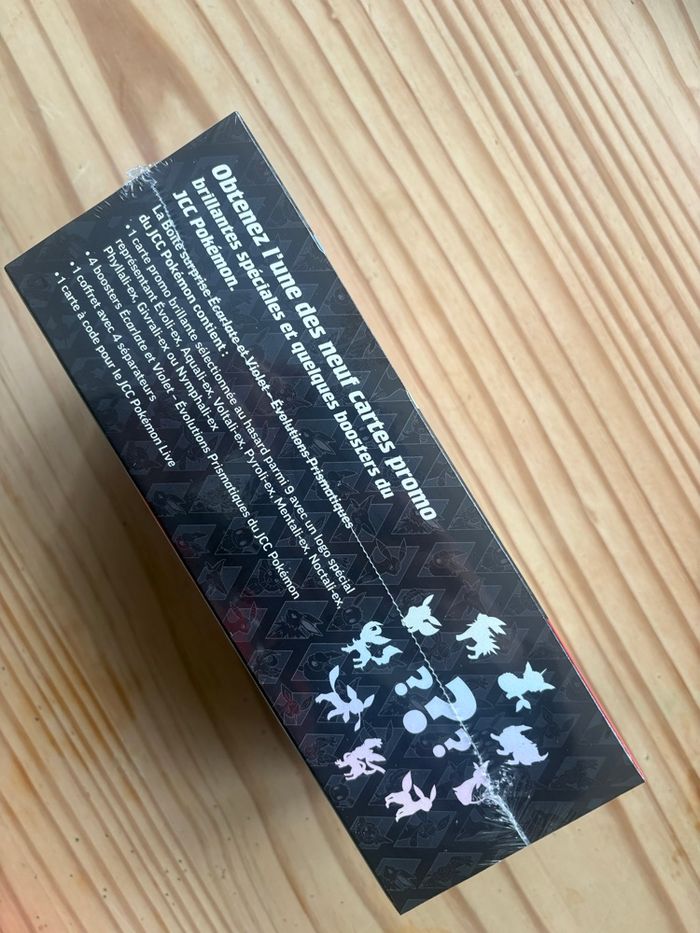 Obtenez l'une des neuf cartes promo
brillantes spéciales et quelques boosters du
JCC Pokémon.
La Boîte surprise Écarlate et Violet – Évolutions Prismatiques
du JCC Pokémon contient :
• 1 carte promo brillante sélectionnée au hasard parmi 9 avec un logo spécial
représentant Évoli-ex, Aquali-ex, Voltali-ex, Pyroli-ex, Mentali-ex, Noctali-ex,
Phyllali-ex, Givrali-ex, ou Nymphali-ex
• 4 boosters Écarlate et Violet – Évolutions Prismatiques du JCC Pokémon
• 1 coffret avec 4 séparateurs
• 1 carte à code pour le JCC Pokémon Live
? ? ?